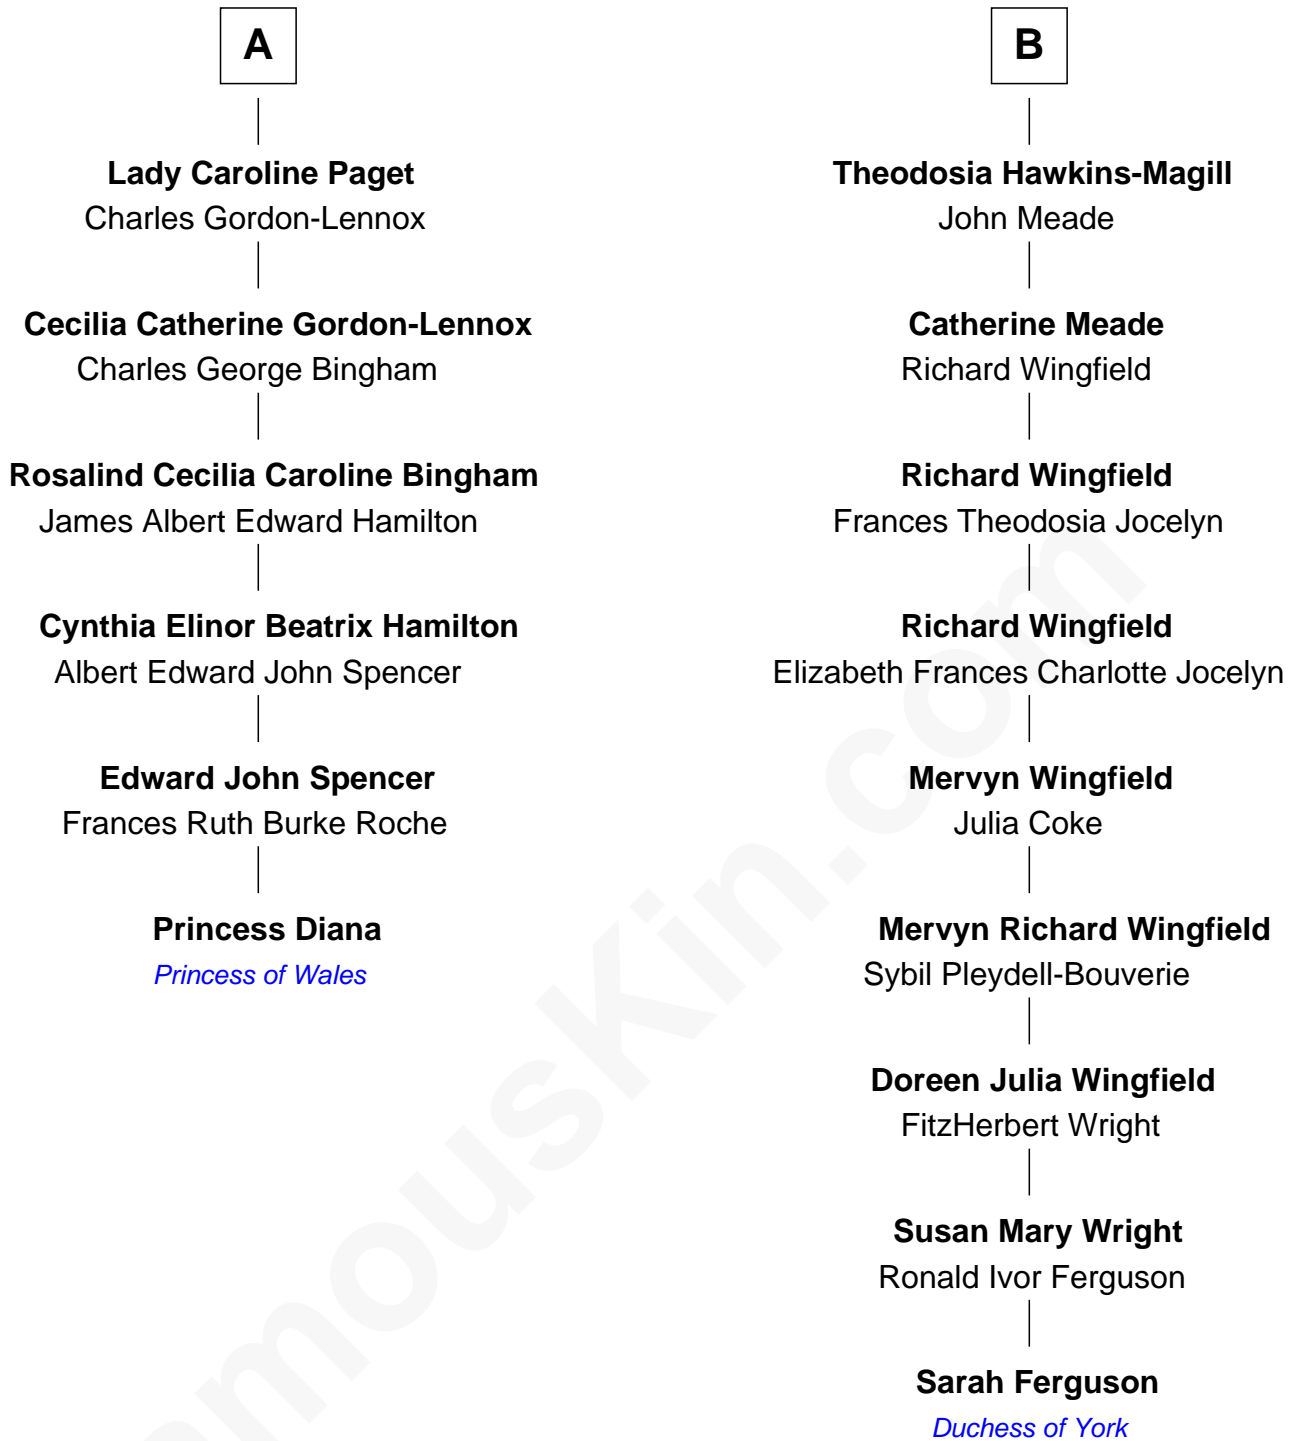 A
Lady Caroline Paget
Charles Gordon-Lennox
Cecilia Catherine Gordon-Lennox
Charles George Bingham
Rosalind Cecilia Caroline Bingham
James Albert Edward Hamilton
Cynthia Elinor Beatrix Hamilton
Albert Edward John Spencer
Edward John Spencer
Frances Ruth Burke Roche
Princess Diana
Princess of Wales
B
Theodosia Hawkins-Magill
John Meade
Catherine Meade
Richard Wingfield
Richard Wingfield
Frances Theodosia Jocelyn
Richard Wingfield
Elizabeth Frances Charlotte Jocelyn
Mervyn Wingfield
Julia Coke
Mervyn Richard Wingfield
Sybil Pleydell-Bouverie
Doreen Julia Wingfield
FitzHerbert Wright
Susan Mary Wright
Ronald Ivor Ferguson
Sarah Ferguson
Duchess of York
amouskin.com